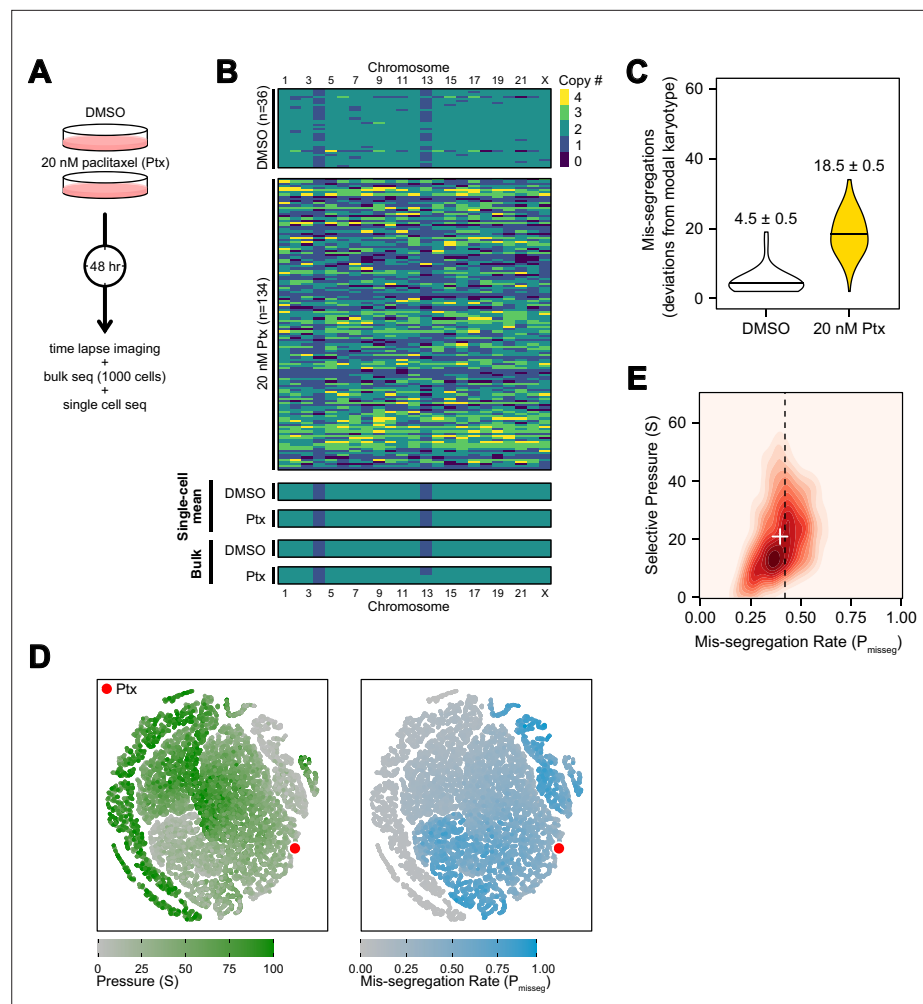 A
DMSO
20 nM paclitaxel (Ptx)
48 hr
time lapse imaging
+
bulk seq (1000 cells)
+
single cell seq
B
Chromosome
1 3 5 7 9 11 13 15 17 19 21 X
Copy #
4
3
2
1
0
DMSO (n=36)
20 nM Ptx (n=134)
Single-cell
mean
DMSO
Ptx
Bulk
DMSO
Ptx
1 3 5 7 9 11 13 15 17 19 21 X
Chromosome
C
Mis-segregations
(deviations from modal karyotype)
60
40
20
0
4.5 ± 0.5
18.5 ± 0.5
DMSO
20 nM Ptx
E
Selective Pressure (S)
60
40
20
0
0.00 0.25 0.50 0.75 1.00
Mis-segregation Rate (Pmisseg)
D
Ptx
0 25 50 75 100
Pressure (S)
0.00 0.25 0.50 0.75 1.00
Mis-segregation Rate (Pmisseg)